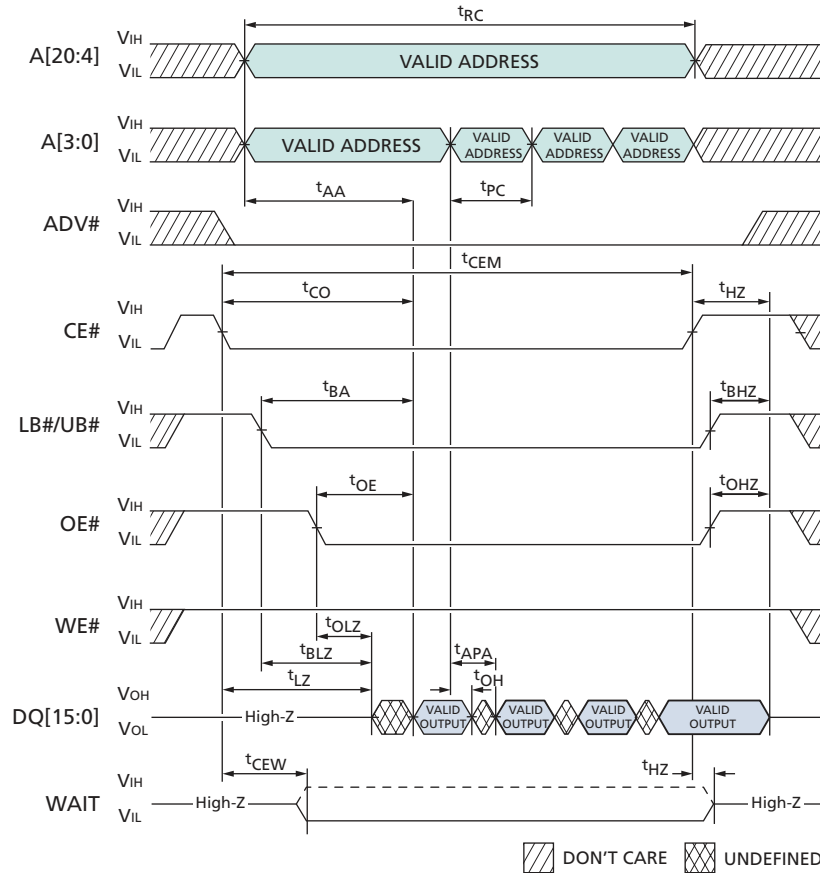 tRC
VIH
A[20:4]
VALID ADDRESS
VIL
VIH
A[3:0]
VALID ADDRESS
VALID ADDRESS
VALID ADDRESS
VALID ADDRESS
VIL
tAA
tPC
VIH
ADV#
VIL
tCEM
tCO
tHZ
VIH
CE#
VIL
tBA
tBHZ
VIH
LB#/UB#
VIL
tOE
tOHZ
VIH
OE#
VIL
VIH
WE#
VIL
tOLZ
tBLZ
tAPA
tLZ
tOH
VOH
DQ[15:0]
High-Z
VALID OUTPUT
VALID OUTPUT
VALID OUTPUT
VALID OUTPUT
VOL
tCEW
tHZ
VIH
WAIT
High-Z
High-Z
VIL
DON'T CARE
UNDEFINED